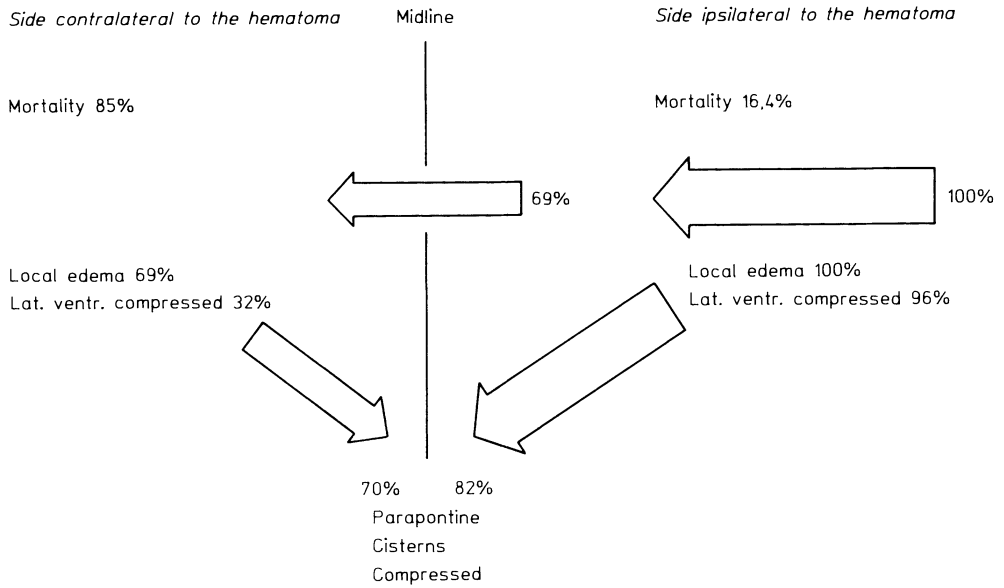 Side contralateral to the hematoma
Midline
Side ipsilateral to the hematoma
Mortality 85%
Mortality 16,4%
69%
100%
Local edema 69%
Lat. ventr. compressed 32%
Local edema 100%
Lat. ventr. compressed 96%
70%
82%
Parapontine
Cisterns
Compressed